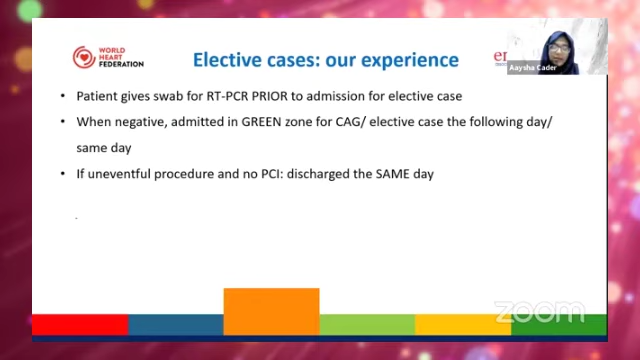 WORLD
HEART
FEDERATION
Elective cases: our experience
Aaysha Cader
• Patient gives swab for RT-PCR PRIOR to admission for elective case
• When negative, admitted in GREEN zone for CAG/ elective case the following day/
same day
• If uneventful procedure and no PCI: discharged the SAME day
zoom